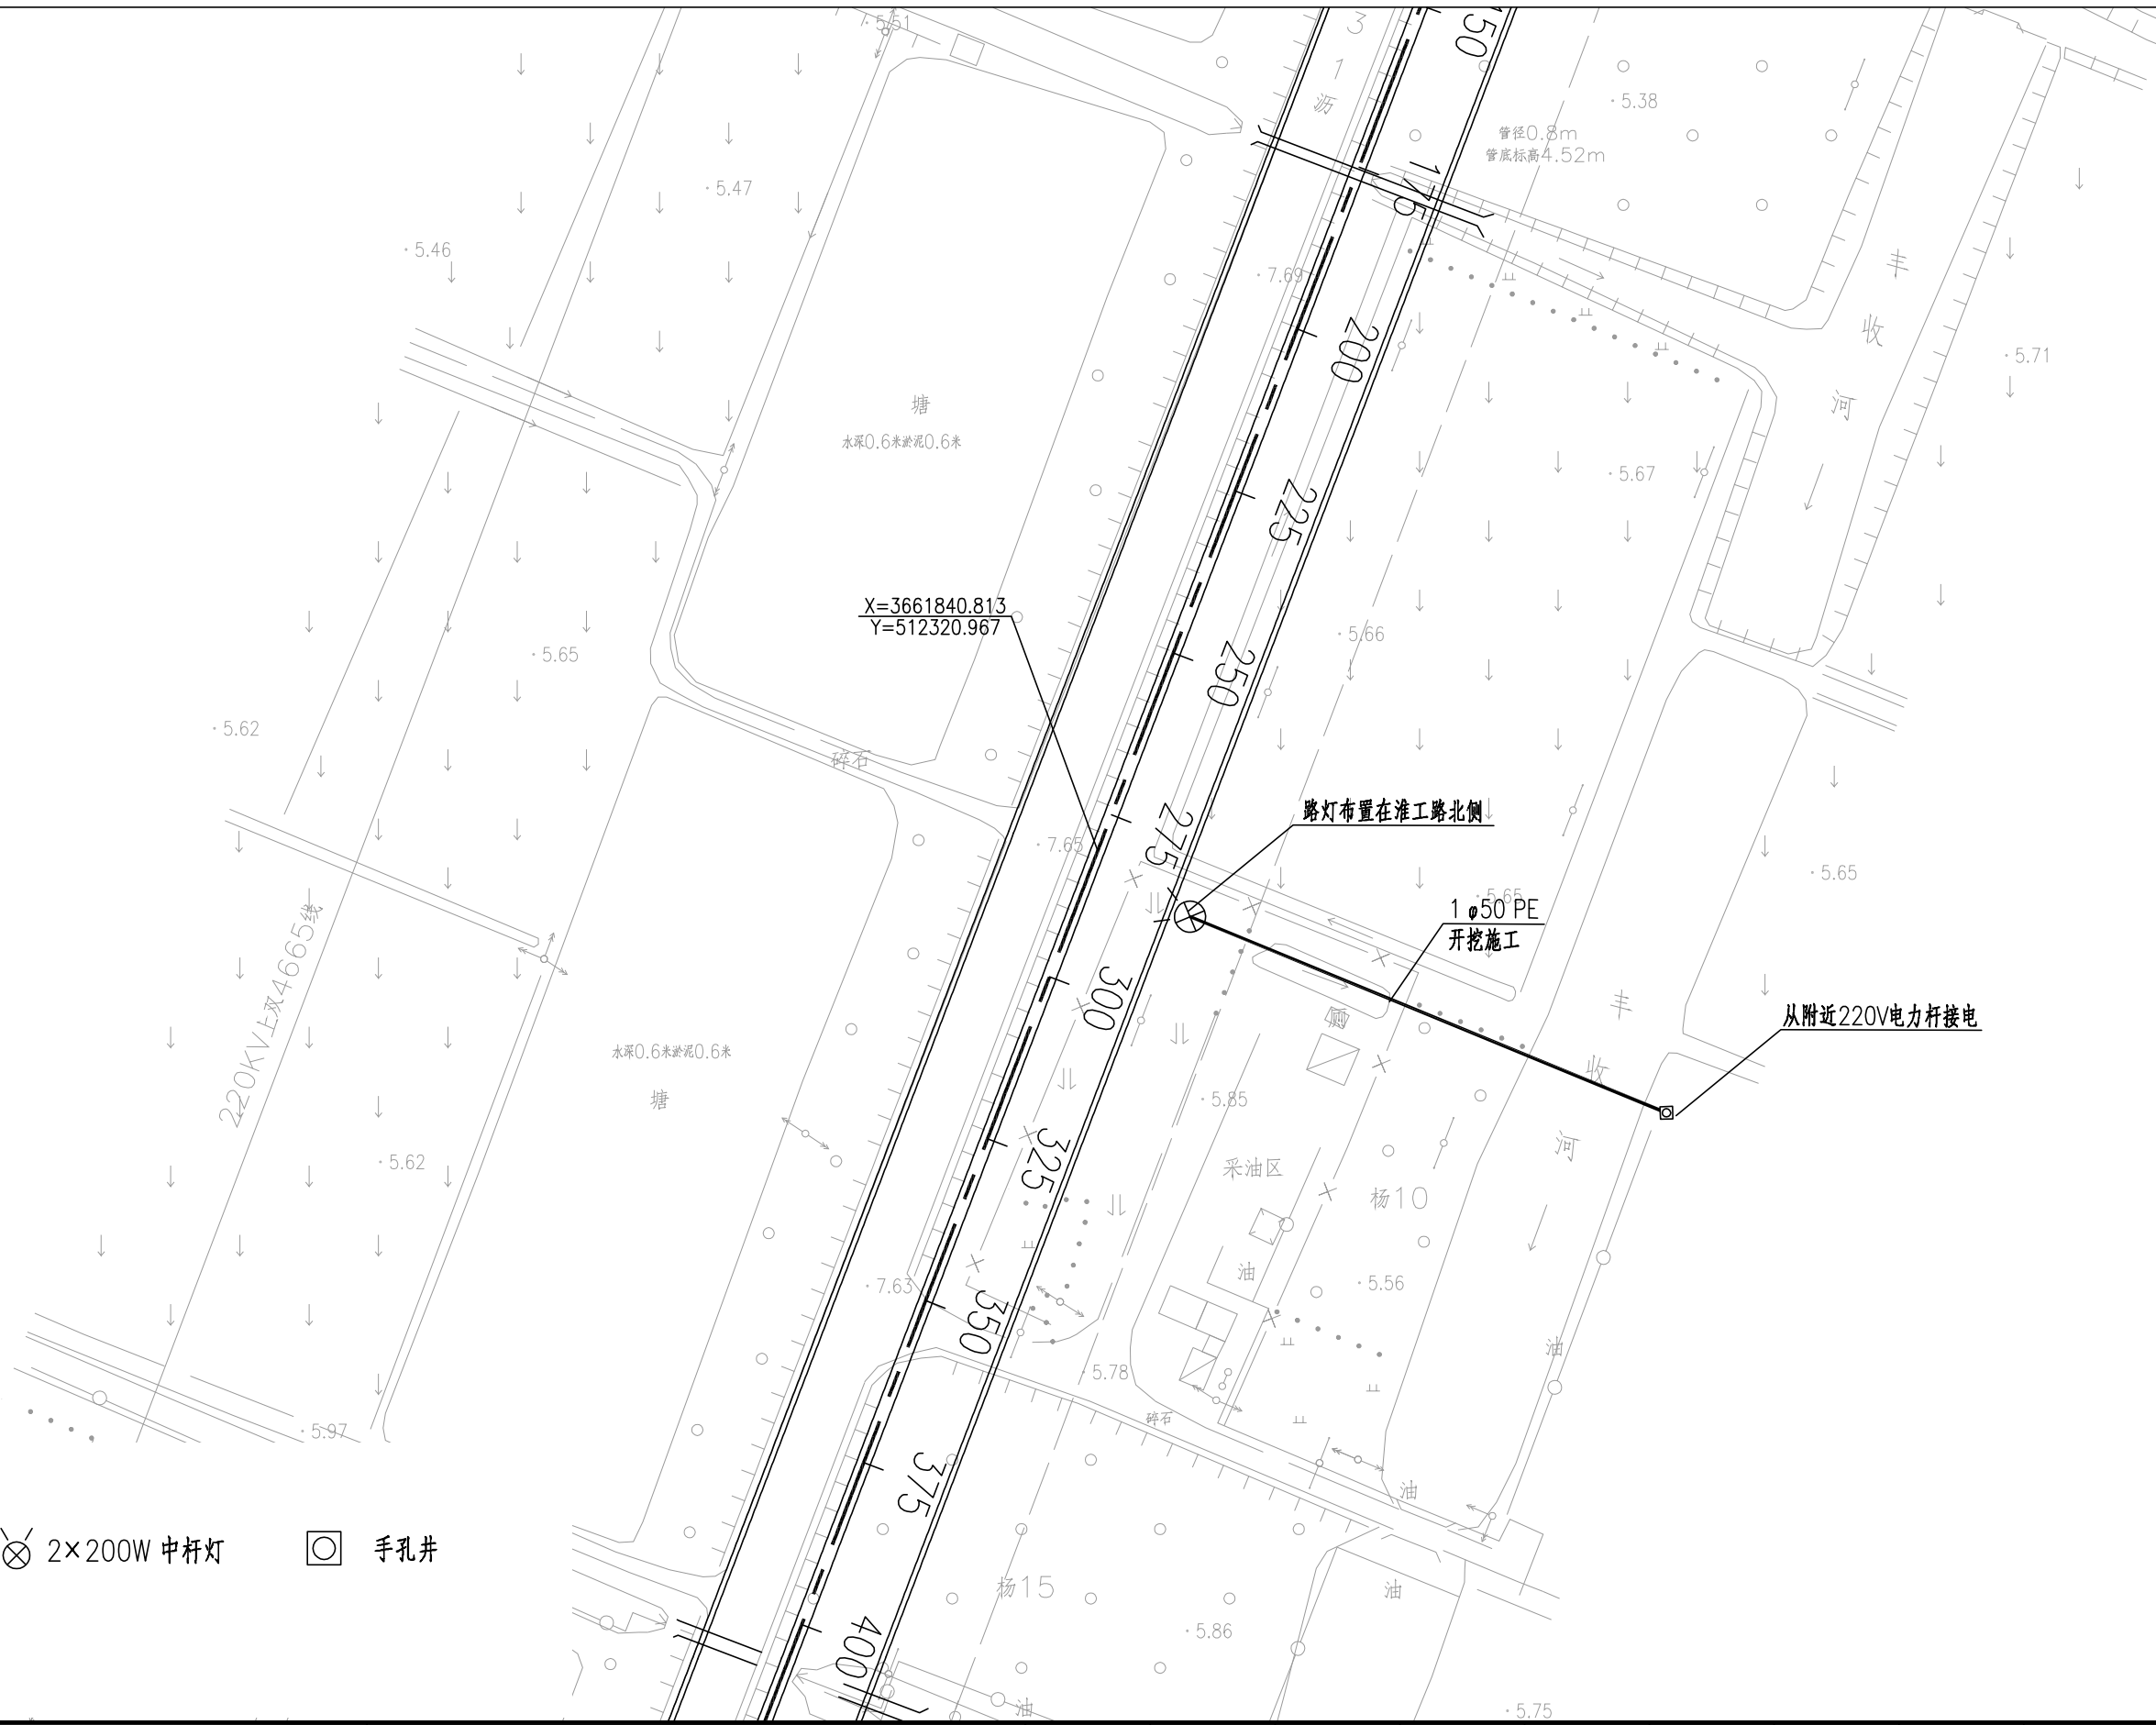 5.51
3
1
沥
150
5.38
管径0.8m
管底标高4.52m
175
5.47
5.46
丰
收
河
7.69
200
5.71
塘
水深0.6米淤泥0.6米
5.67
225
X=3661840.813
Y=512320.967
5.66
5.65
250
5.62
碎石
路灯布置在淮工路北侧
275
7.65
5.65
5.65
1 φ50 PE
开挖施工
220KV上双4665线
300
厕
丰
收
河
从附近220V电力杆接电
水深0.6米淤泥0.6米
塘
5.85
5.62
325
采油区
杨10
油
5.56
7.63
350
油
5.78
碎石
5.97
375
油
2×200W 中杆灯
手孔井
杨15
油
5.86
400
油
5.75